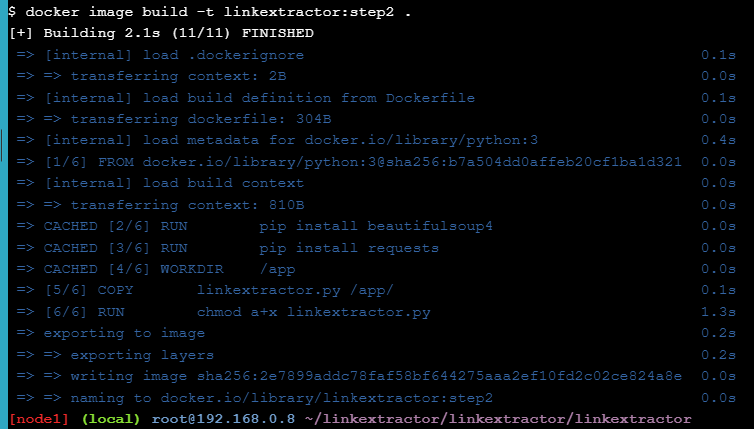 $ docker image build -t linkextractor:step2 .
[+] Building 2.1s (11/11) FINISHED
=> [internal] load .dockerignore 0.1s
=> => transferring context: 2B 0.0s
=> [internal] load build definition from Dockerfile 0.1s
=> => transferring dockerfile: 304B 0.0s
=> [internal] load metadata for docker.io/library/python:3 0.4s
=> [1/6] FROM docker.io/library/python:3@sha256:b7a504dd0affeb20cf1ba1d321 0.0s
=> [internal] load build context 0.0s
=> => transferring context: 810B 0.0s
=> CACHED [2/6] RUN pip install beautifulsoup4 0.0s
=> CACHED [3/6] RUN pip install requests 0.0s
=> CACHED [4/6] WORKDIR /app 0.0s
=> [5/6] COPY linkextractor.py /app/ 0.1s
=> [6/6] RUN chmod a+x linkextractor.py 1.3s
=> exporting to image 0.2s
=> => exporting layers 0.2s
=> => writing image sha256:2e7899addc78faf58bf644275aaa2ef10fd2c02ce824a8e 0.0s
=> => naming to docker.io/library/linkextractor:step2 0.0s
[node1] (local) root@192.168.0.8 ~/linkextractor/linkextractor/linkextractor